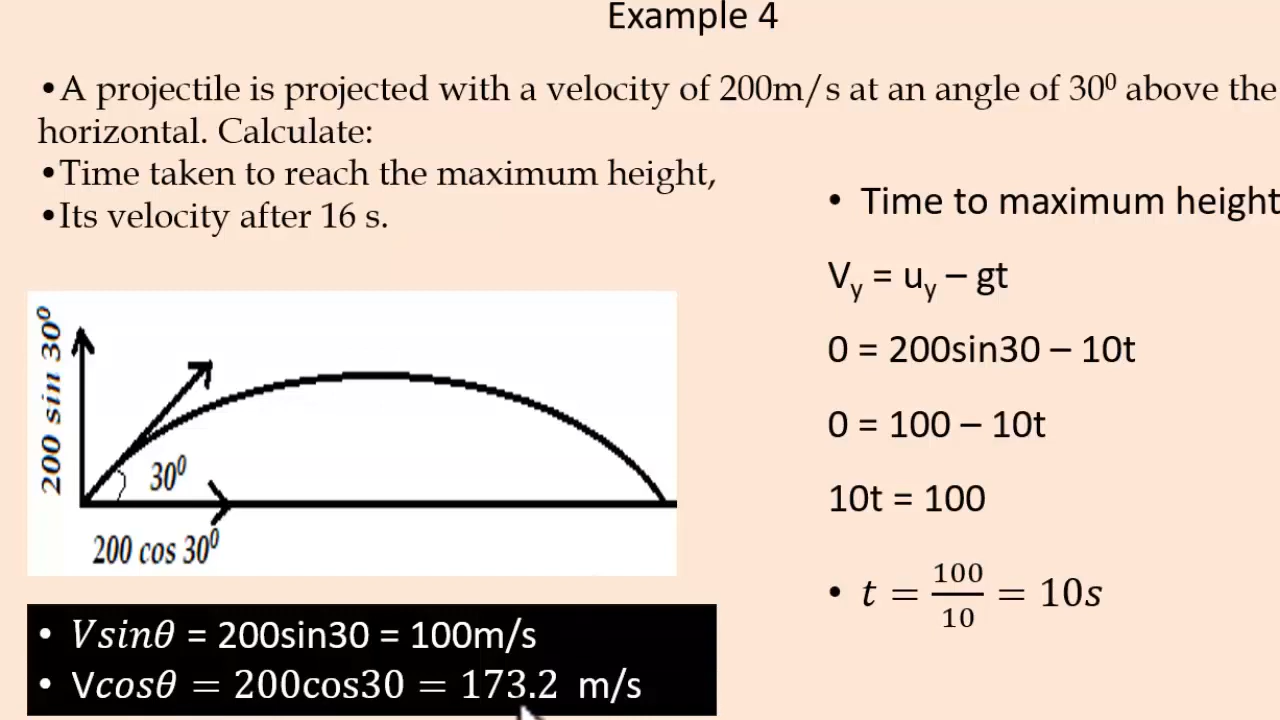 Example 4
•A projectile is projected with a velocity of 200m/s at an angle of 30⁰ above the
horizontal. Calculate:
•Time taken to reach the maximum height,
•Its velocity after 16 s.
200 sin 30⁰
30⁰
200 cos 30⁰
• Vsinθ = 200sin30 = 100m/s
• Vcosθ = 200cos30 = 173.2 m/s
• Time to maximum height
Vy = uy – gt
0 = 200sin30 – 10t
0 = 100 – 10t
10t = 100
• t = 100/10 = 10s